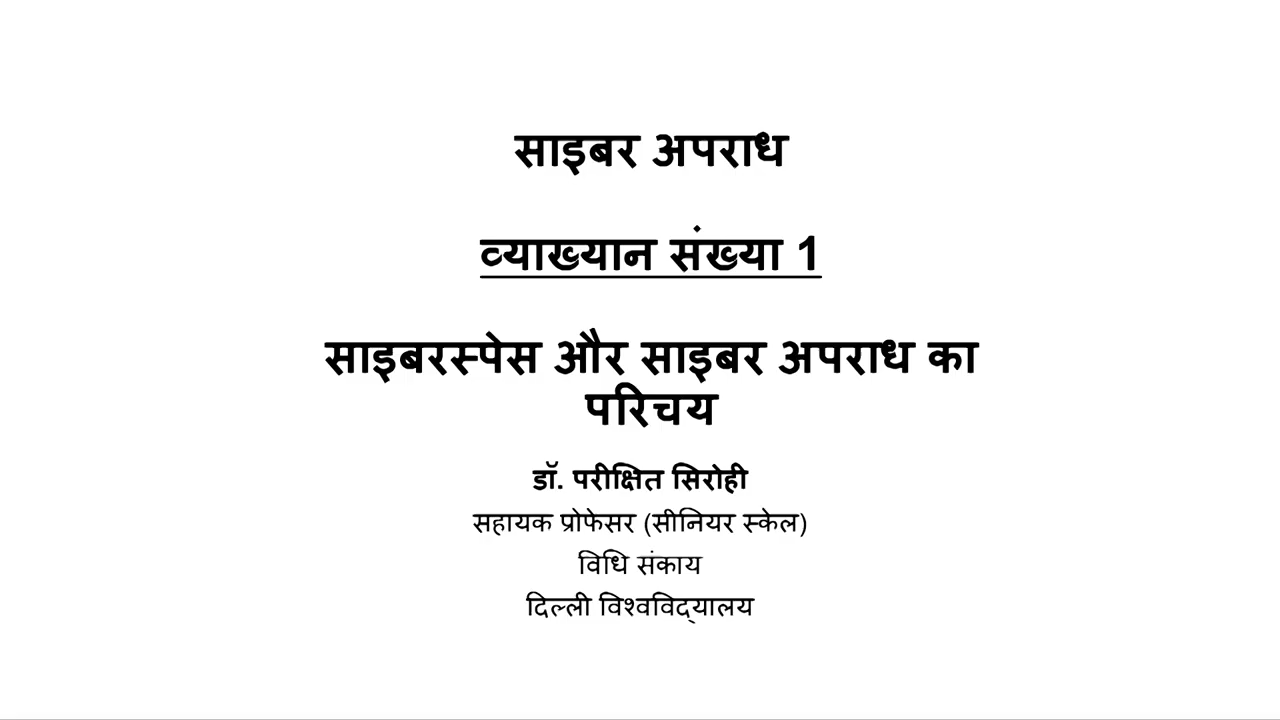 साइबर अपराध
व्याख्यान संख्या 1
साइबरस्पेस और साइबर अपराध का
परिचय
डॉ. परीक्षित सिरोही
सहायक प्रोफेसर (सीनियर स्केल)
विधि संकाय
दिल्ली विश्वविद्‌यालय